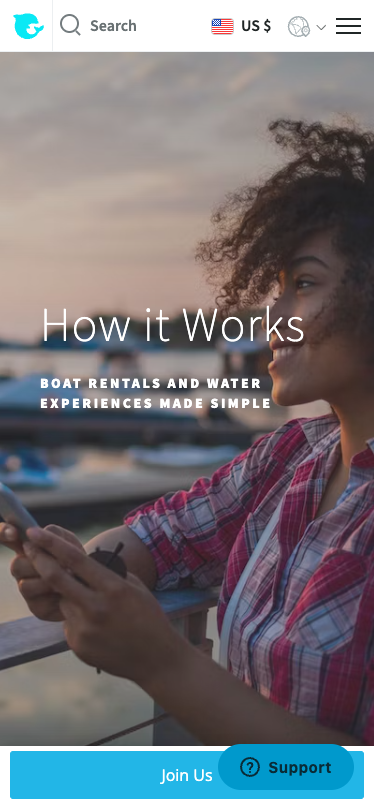 Search
US $
How it Works
BOAT RENTALS AND WATER
EXPERIENCES MADE SIMPLE
Join Us
Support